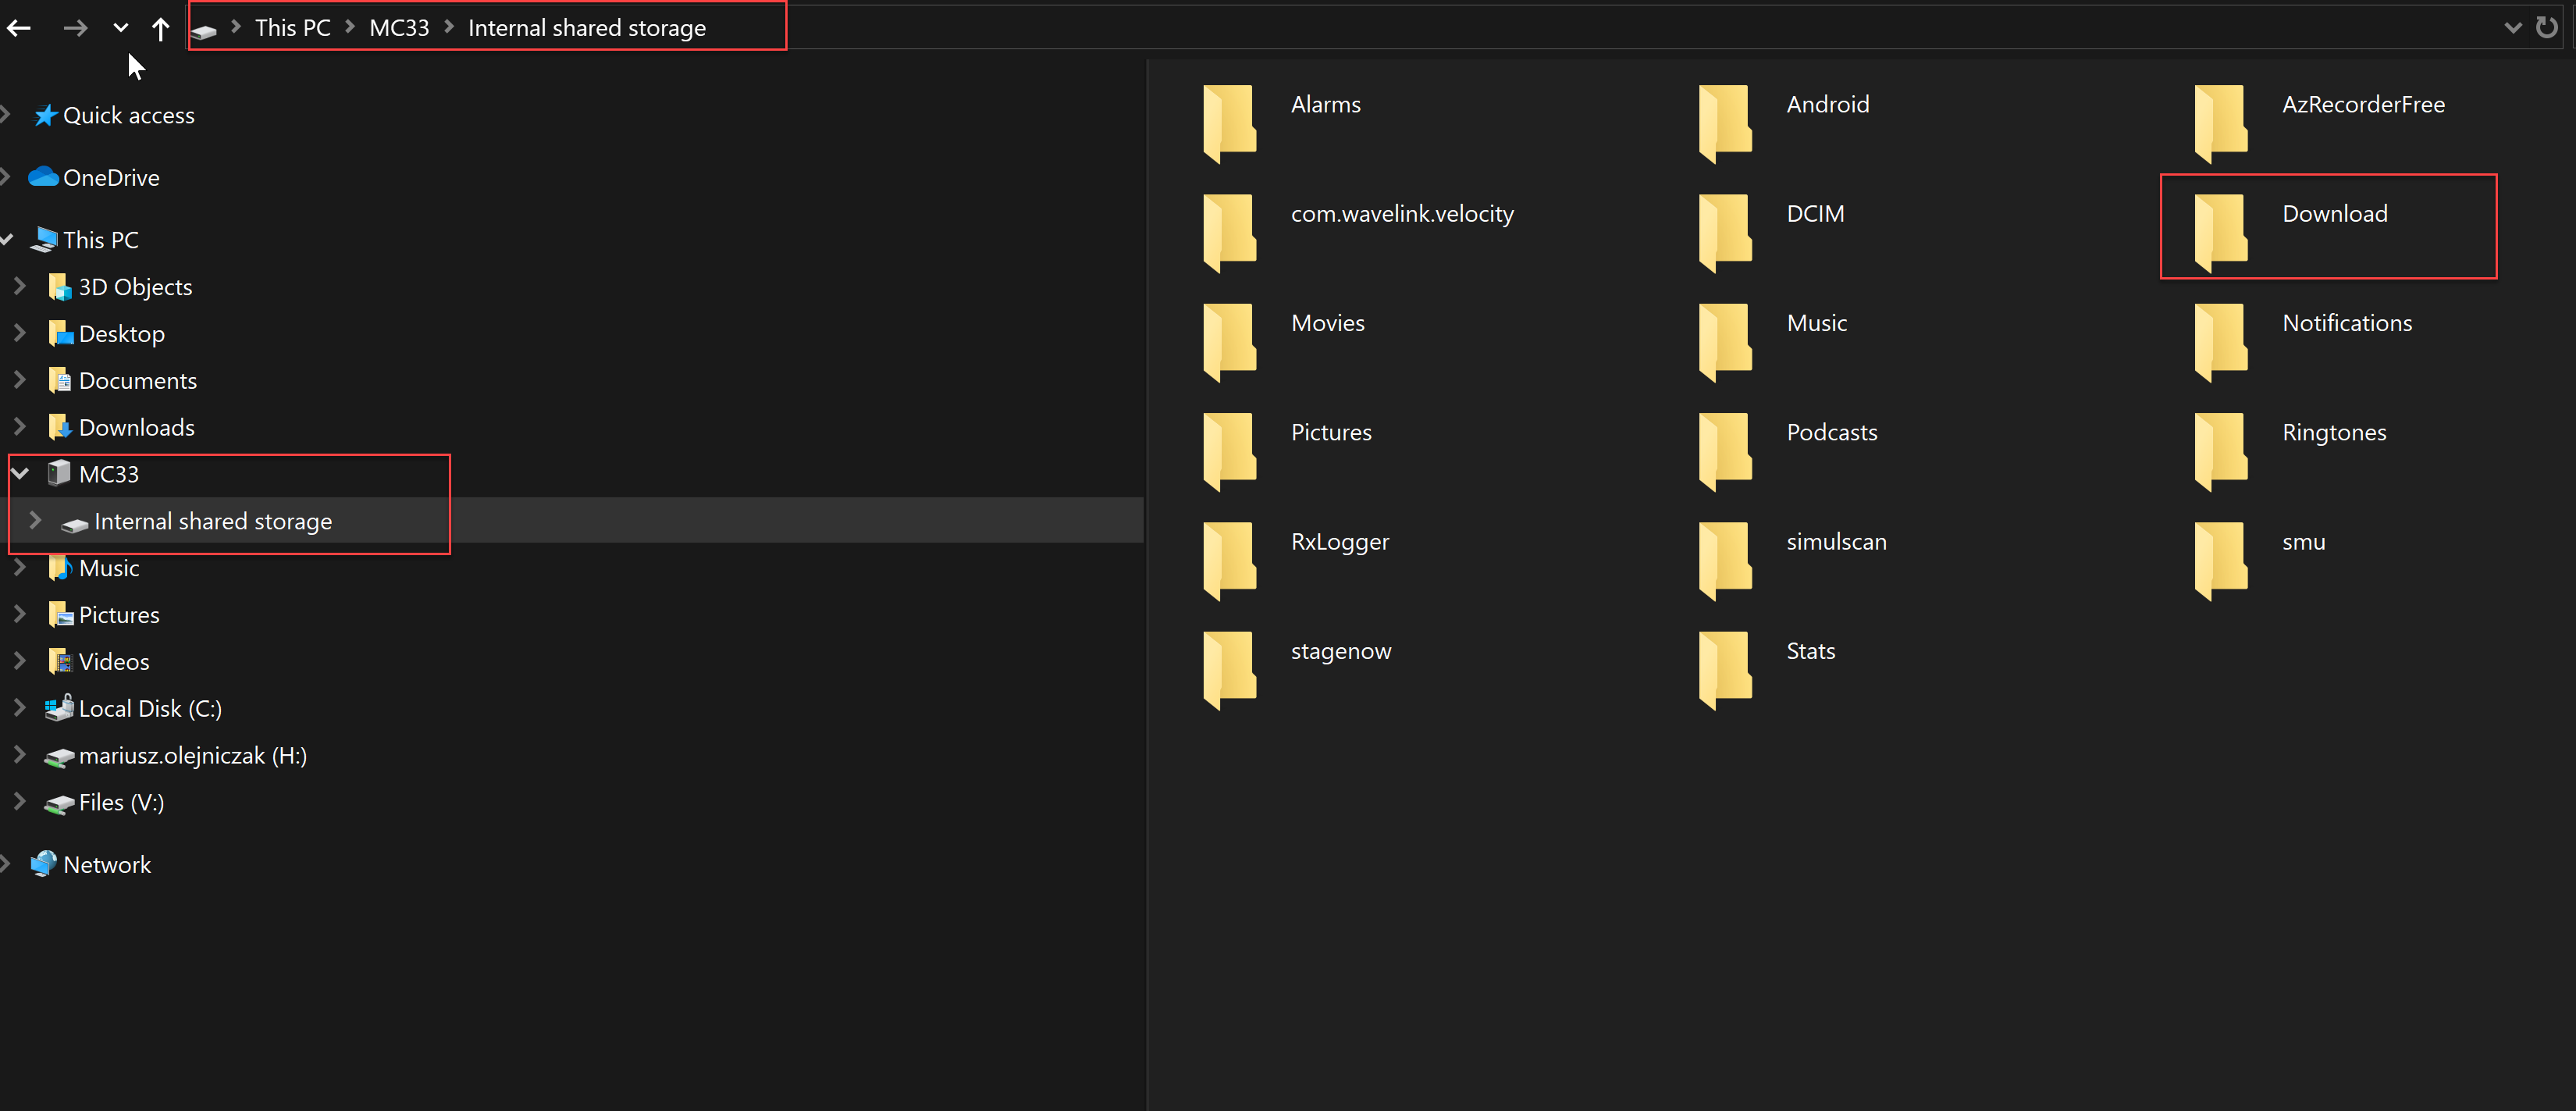 This PC MC33 Internal shared storage
Quick access
OneDrive
This PC
3D Objects
Desktop
Documents
Downloads
MC33
Internal shared storage
Music
Pictures
Videos
Local Disk (C:)
mariusz.olejniczak (H:)
Files (V:)
Network
Alarms
Android
AzRecorderFree
com.wavelink.velocity
DCIM
Download
Movies
Music
Notifications
Pictures
Podcasts
Ringtones
RxLogger
simulscan
smu
stagenow
Stats